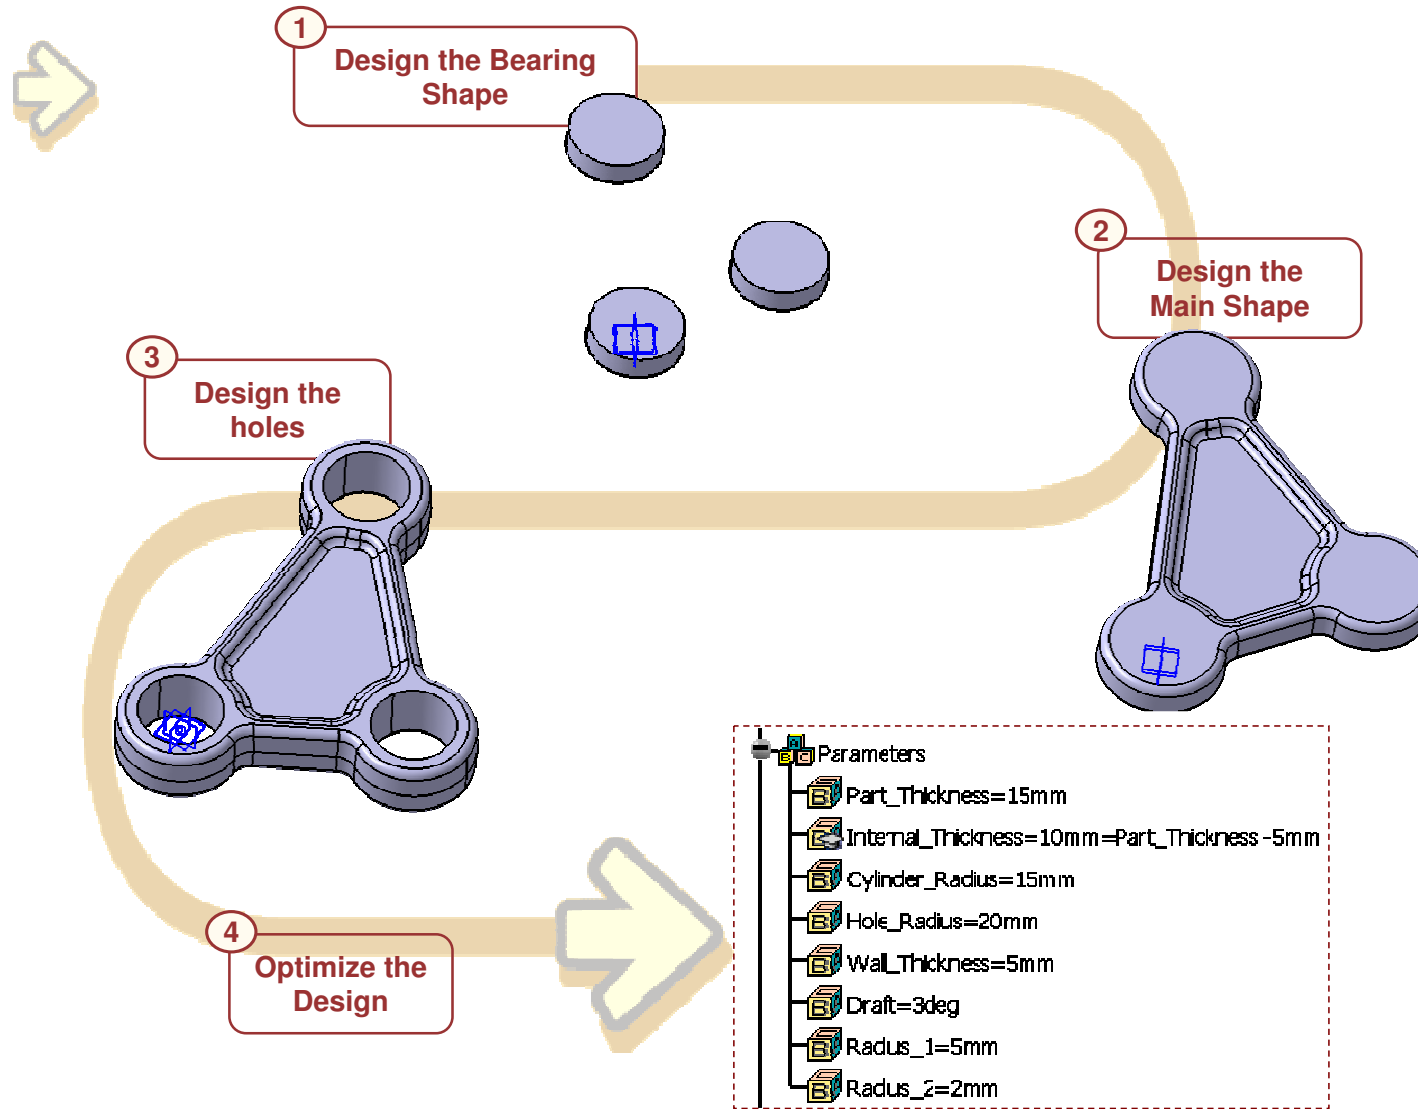 1
Design the Bearing
Shape
2
Design the
Main Shape
3
Design the
holes
4
Optimize the
Design
Parameters
Part_Thickness=15mm
Internal_Thickness=10mm=Part_Thickness-5mm
Cylinder_Radius=15mm
Hole_Radius=20mm
Wall_Thickness=5mm
Draft=3deg
Radius_1=5mm
Radius_2=2mm